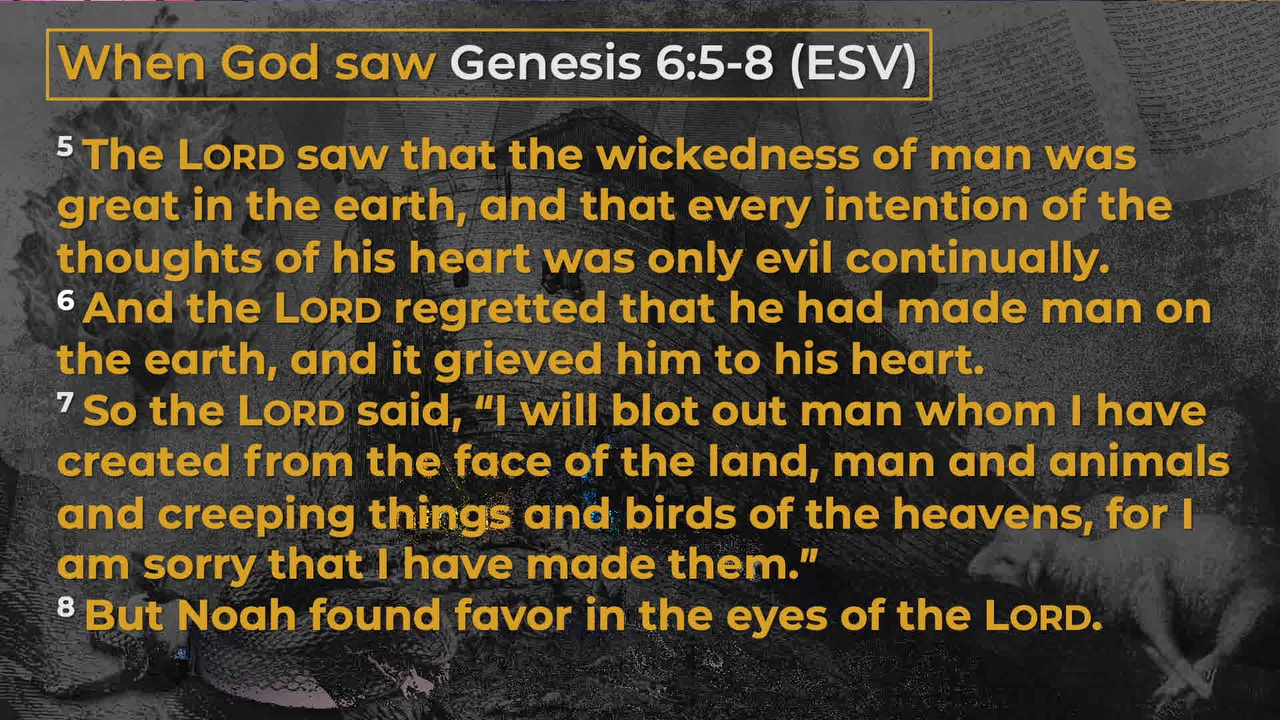 When God saw Genesis 6:5-8 (ESV)
5 The LORD saw that the wickedness of man was
great in the earth, and that every intention of the
thoughts of his heart was only evil continually.
6 And the LORD regretted that he had made man on
the earth, and it grieved him to his heart.
7 So the LORD said, “I will blot out man whom I have
created from the face of the land, man and animals
and creeping things and birds of the heavens, for I
am sorry that I have made them.”
8 But Noah found favor in the eyes of the LORD.